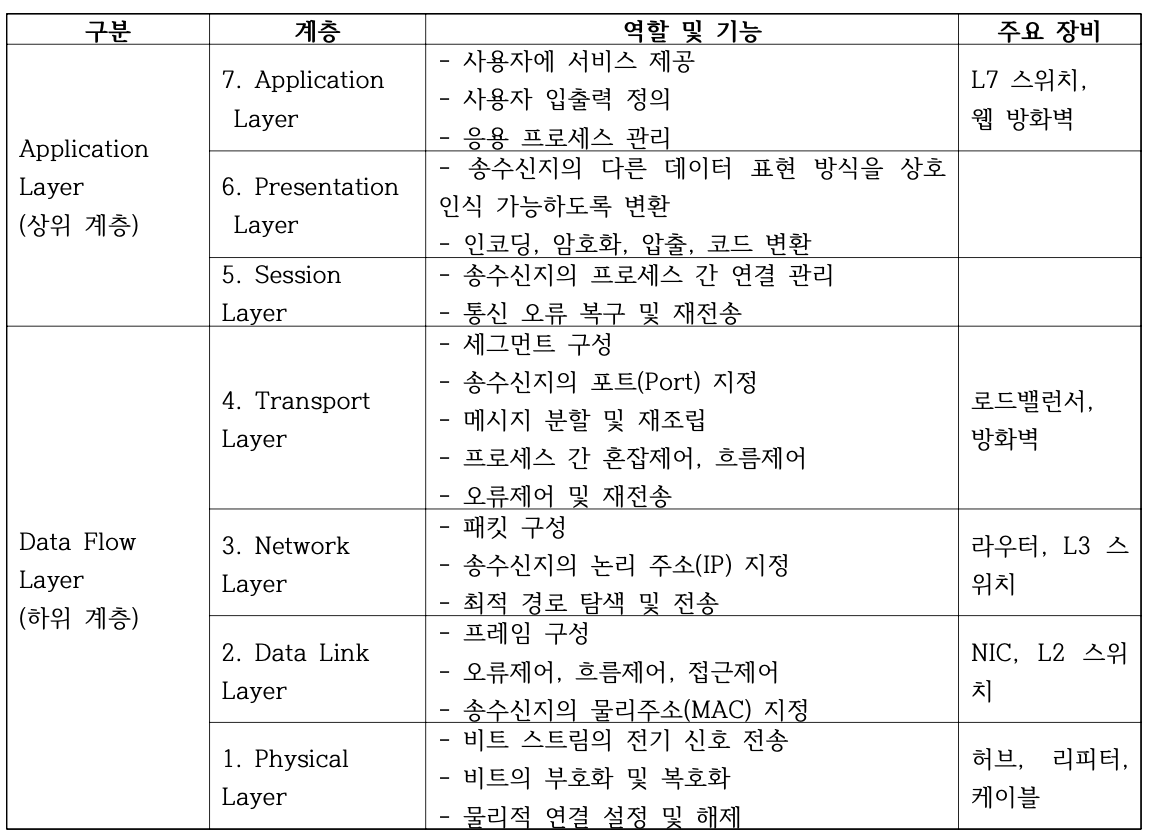 구분 계층 역할 및 기능 주요 장비
Application
Layer
(상위 계층)
7. Application
Layer
- 사용자에 서비스 제공
- 사용자 입출력 정의
- 응용 프로세스 관리
L7 스위치,
웹 방화벽
6. Presentation
Layer
- 송수신지의 다른 데이터 표현 방식을 상호
인식 가능하도록 변환
- 인코딩, 암호화, 압출, 코드 변환
5. Session
Layer
- 송수신지의 프로세스 간 연결 관리
- 통신 오류 복구 및 재전송
Data Flow
Layer
(하위 계층)
4. Transport
Layer
- 세그먼트 구성
- 송수신지의 포트(Port) 지정
- 메시지 분할 및 재조립
- 프로세스 간 혼잡제어, 흐름제어
- 오류제어 및 재전송
로드밸런서,
방화벽
3. Network
Layer
- 패킷 구성
- 송수신지의 논리 주소(IP) 지정
- 최적 경로 탐색 및 전송
라우터, L3 스
위치
2. Data Link
Layer
- 프레임 구성
- 오류제어, 흐름제어, 접근제어
- 송수신지의 물리주소(MAC) 지정
NIC, L2 스위
치
1. Physical
Layer
- 비트 스트림의 전기 신호 전송
- 비트의 부호화 및 복호화
- 물리적 연결 설정 및 해제
허브, 리피터,
케이블